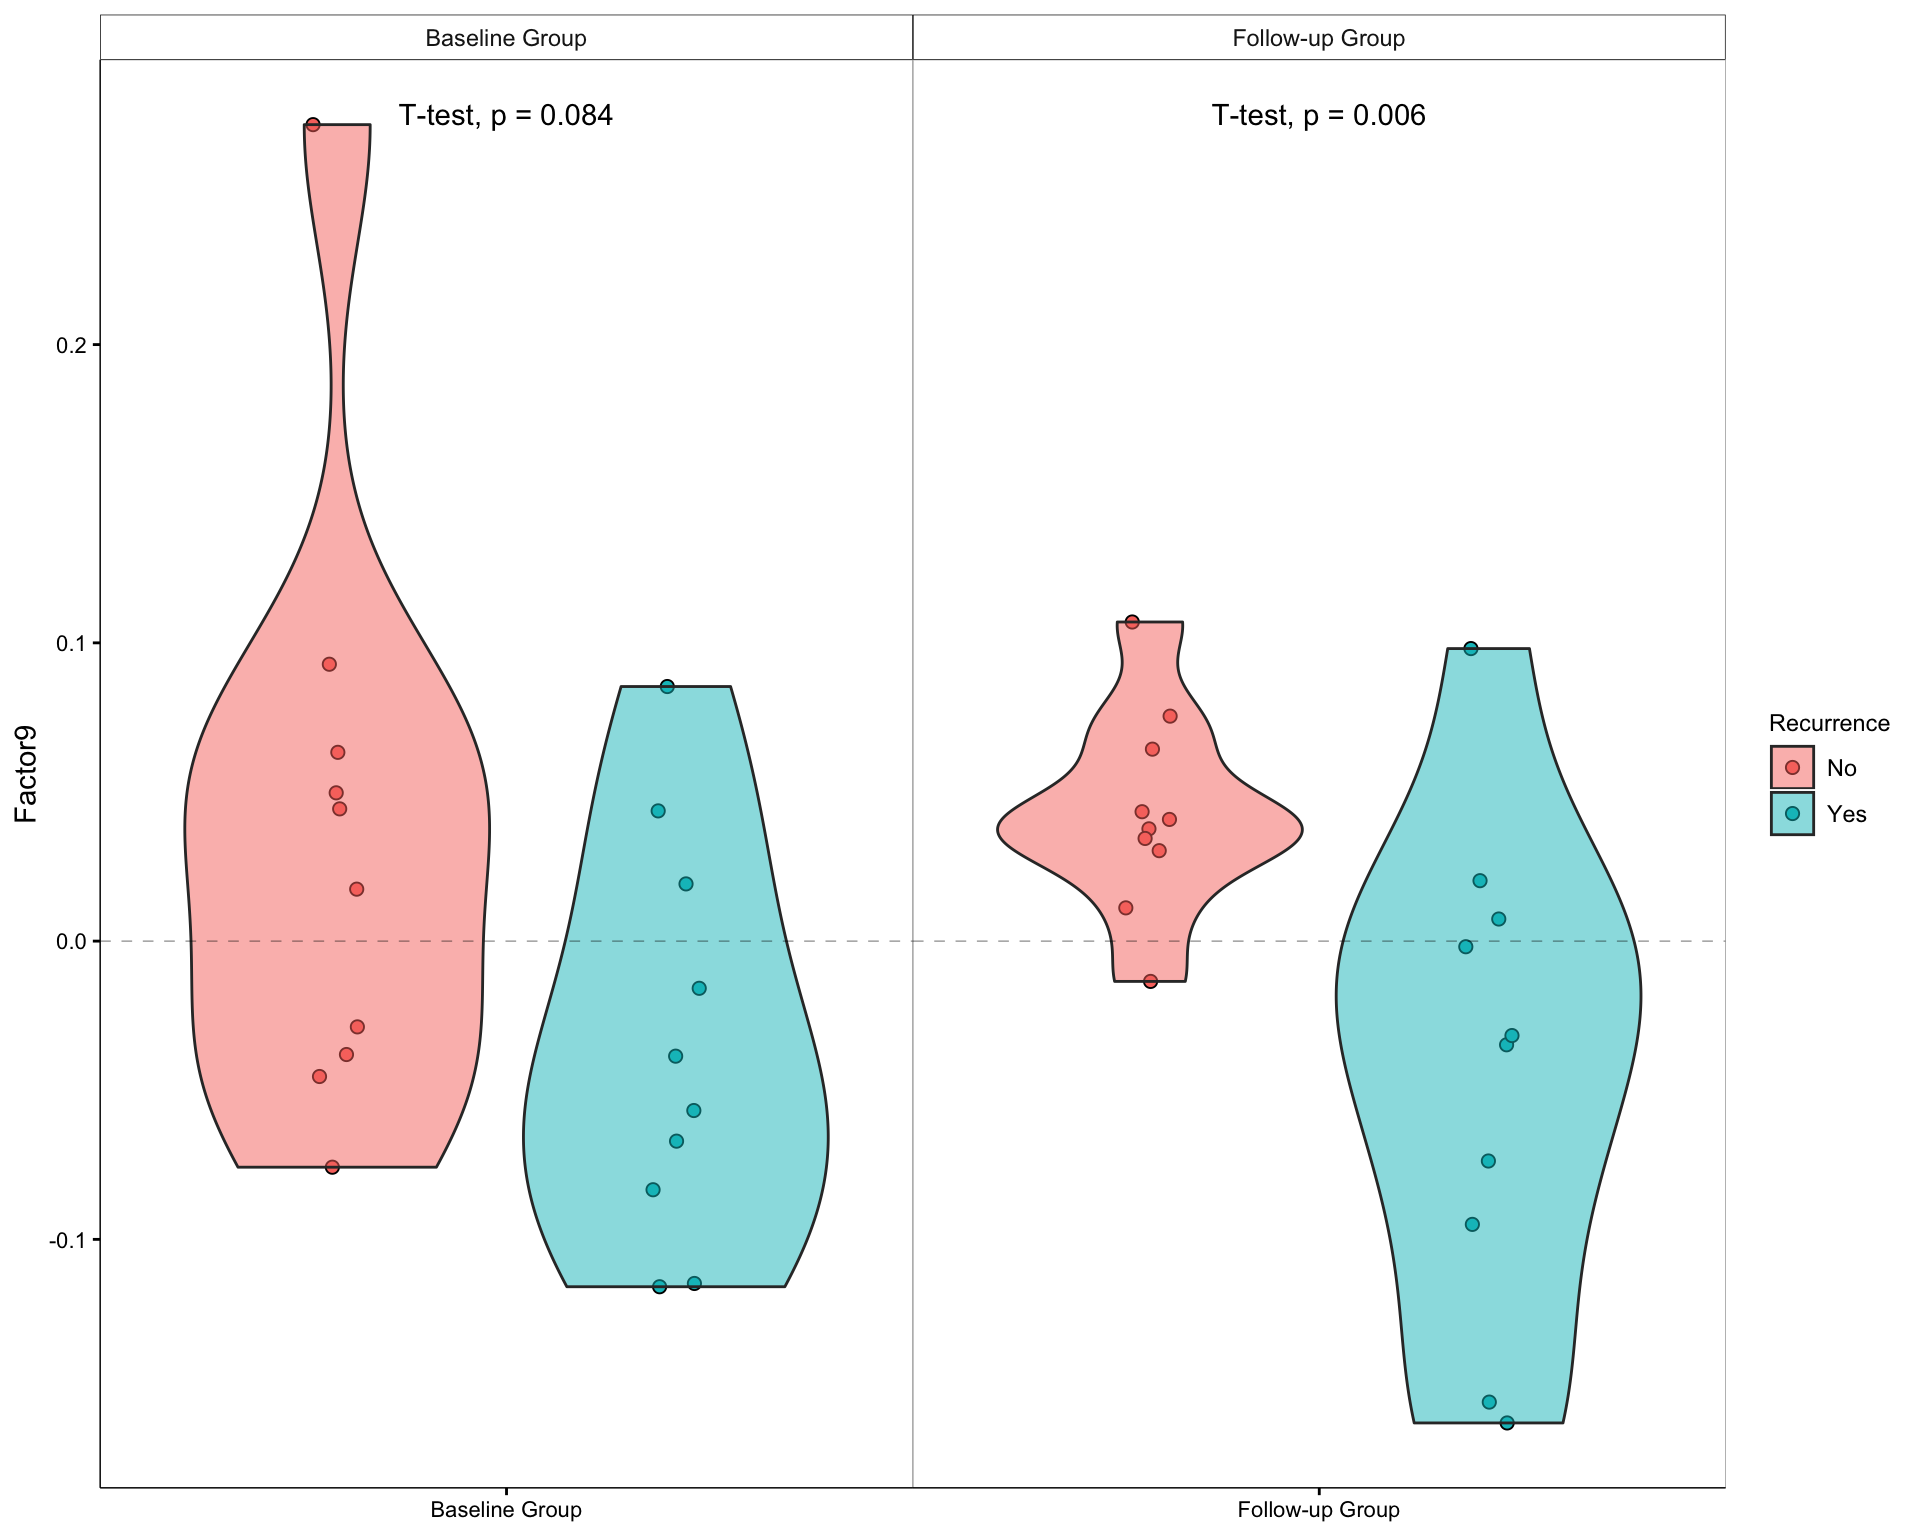 Baseline Group
Follow-up Group
T-test, p = 0.084
T-test, p = 0.006
Factor9
0.2
0.1
0.0
-0.1
Baseline Group
Follow-up Group
Recurrence
No
Yes